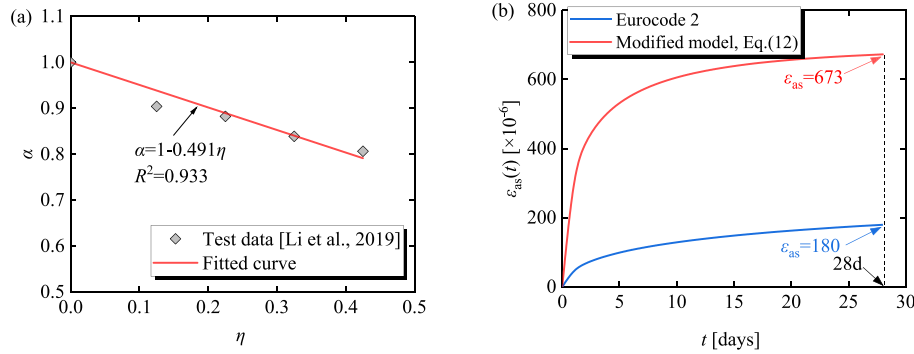 (a)
1.1
1.0
0.9
0.8
0.7
0.6
0.5
α
α=1-0.491η
R²=0.933
Test data [Li et al., 2019]
Fitted curve
0.0 0.1 0.2 0.3 0.4 0.5
η
(b)
800
600
400
200
0
εas(t) [×10⁻⁶]
Eurocode 2
Modified model, Eq.(12)
εas=673
εas=180
28d
0 5 10 15 20 25 30
t [days]